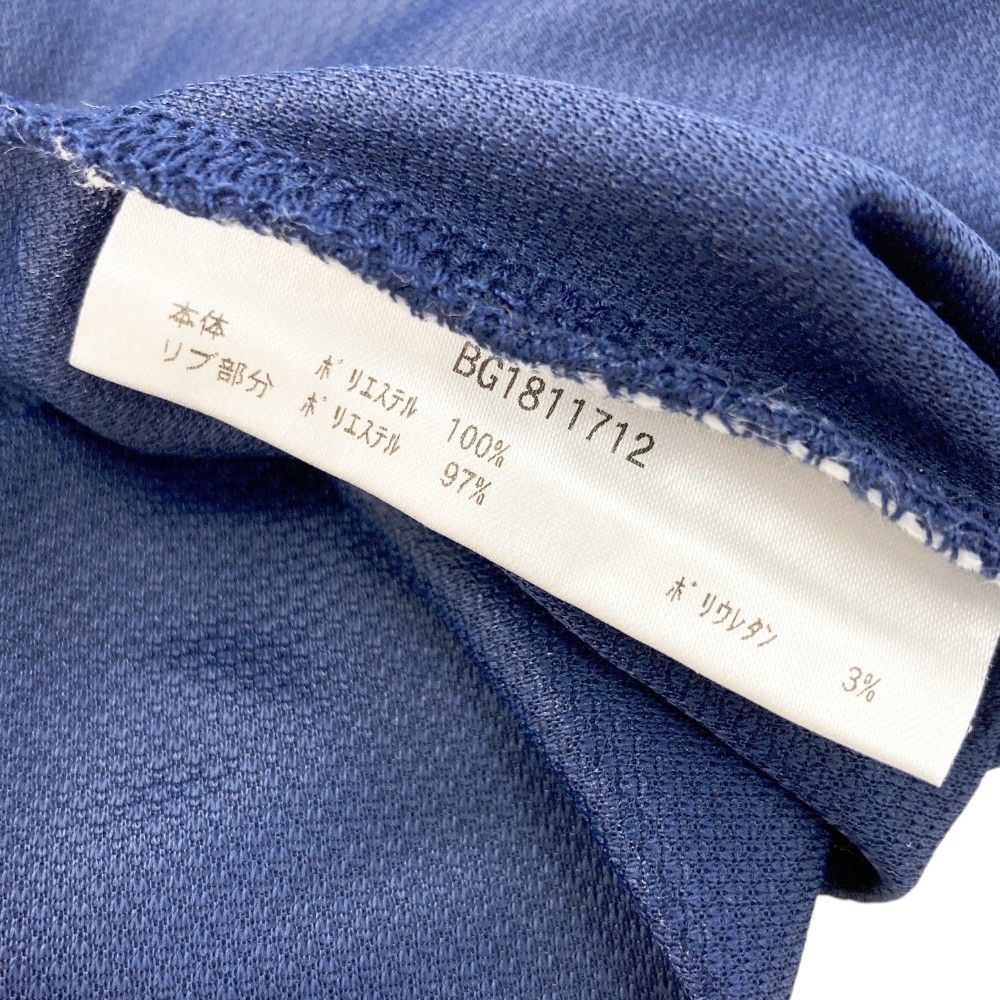 BG1811712
本体 ﾎﾟﾘｴｽﾃﾙ 100%
リブ部分 ﾎﾟﾘｴｽﾃﾙ 97%
ﾎﾟﾘｳﾚﾀﾝ 3%